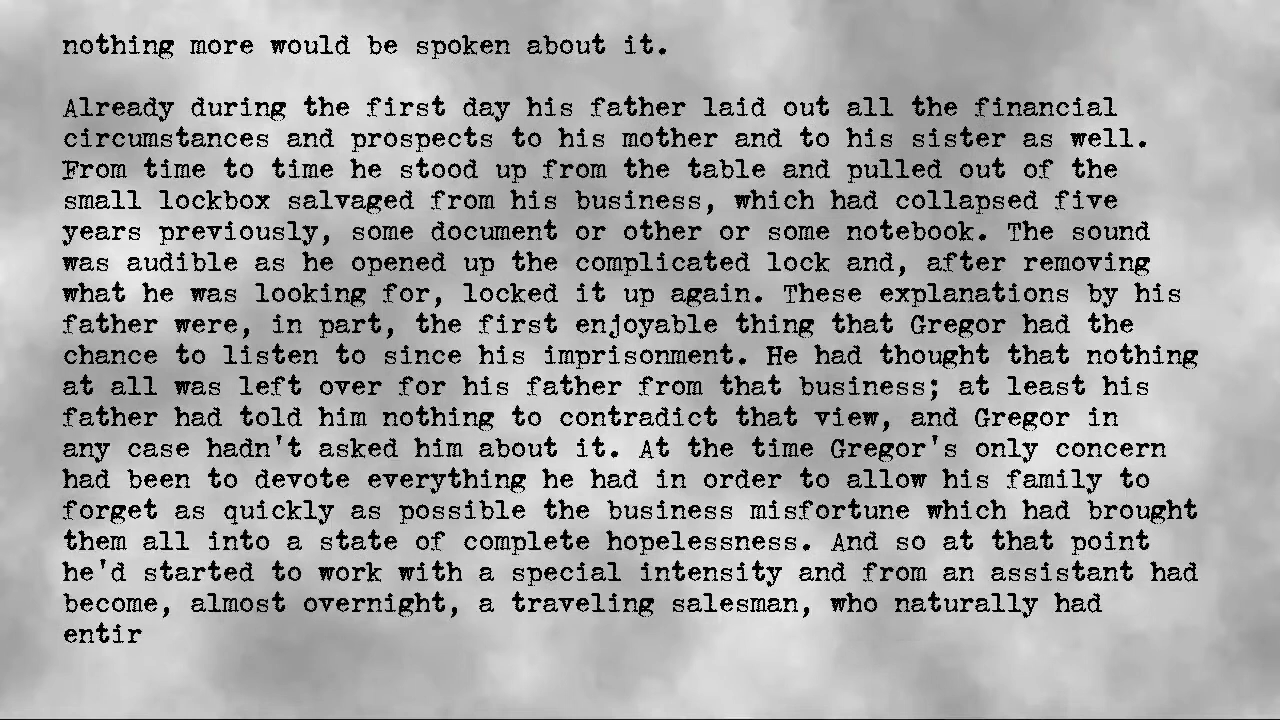 nothing more would be spoken about it.

Already during the first day his father laid out all the financial
circumstances and prospects to his mother and to his sister as well.
From time to time he stood up from the table and pulled out of the
small lockbox salvaged from his business, which had collapsed five
years previously, some document or other or some notebook. The sound
was audible as he opened up the complicated lock and, after removing
what he was looking for, locked it up again. These explanations by his
father were, in part, the first enjoyable thing that Gregor had the
chance to listen to since his imprisonment. He had thought that nothing
at all was left over for his father from that business; at least his
father had told him nothing to contradict that view, and Gregor in
any case hadn't asked him about it. At the time Gregor's only concern
had been to devote everything he had in order to allow his family to
forget as quickly as possible the business misfortune which had brought
them all into a state of complete hopelessness. And so at that point
he'd started to work with a special intensity and from an assistant had
become, almost overnight, a traveling salesman, who naturally had
entir